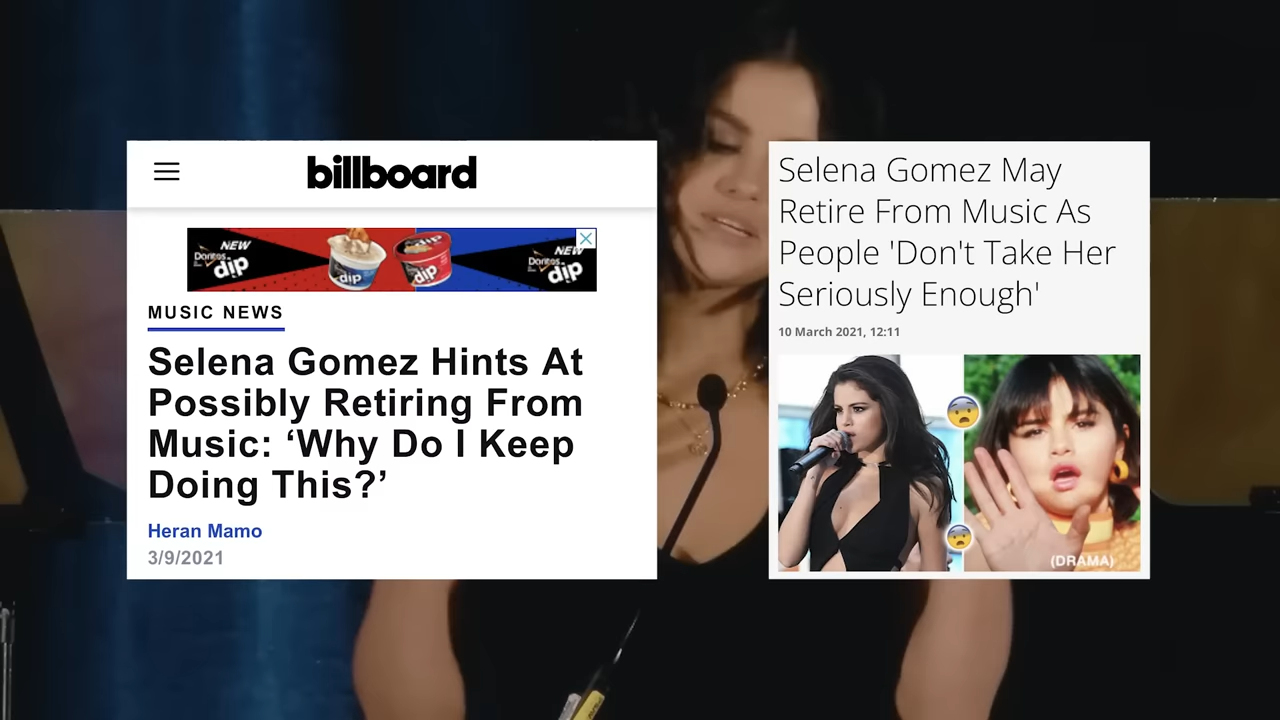 billboard
NEW
Doritos
dip
dip
dip
NEW
Doritos
dip
MUSIC NEWS
Selena Gomez Hints At
Possibly Retiring From
Music: ‘Why Do I Keep
Doing This?’
Heran Mamo
3/9/2021
Selena Gomez May
Retire From Music As
People 'Don't Take Her
Seriously Enough'
10 March 2021, 12:11
(DRAMA)